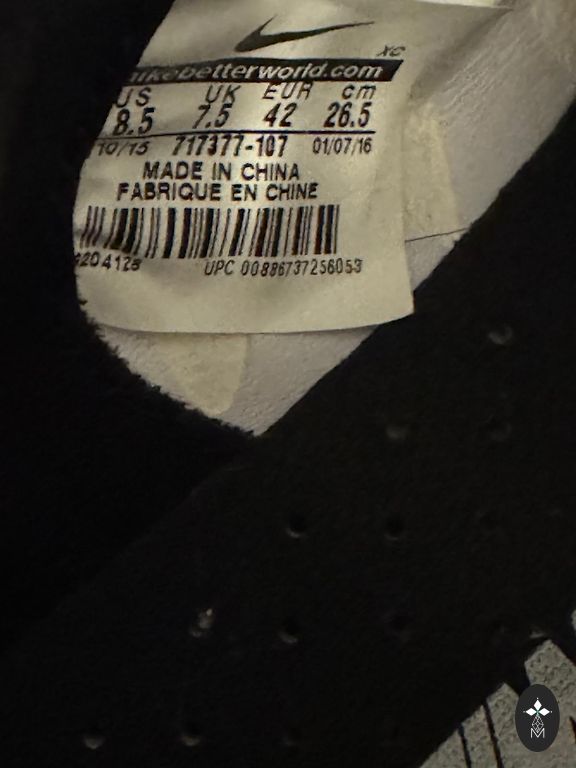 XC
nikebetterworld.com
US UK EUR cm
8.5 7.5 42 26.5
10/15 717377-107 01/07/16
MADE IN CHINA
FABRIQUE EN CHINE
UPC 00886737256053
M